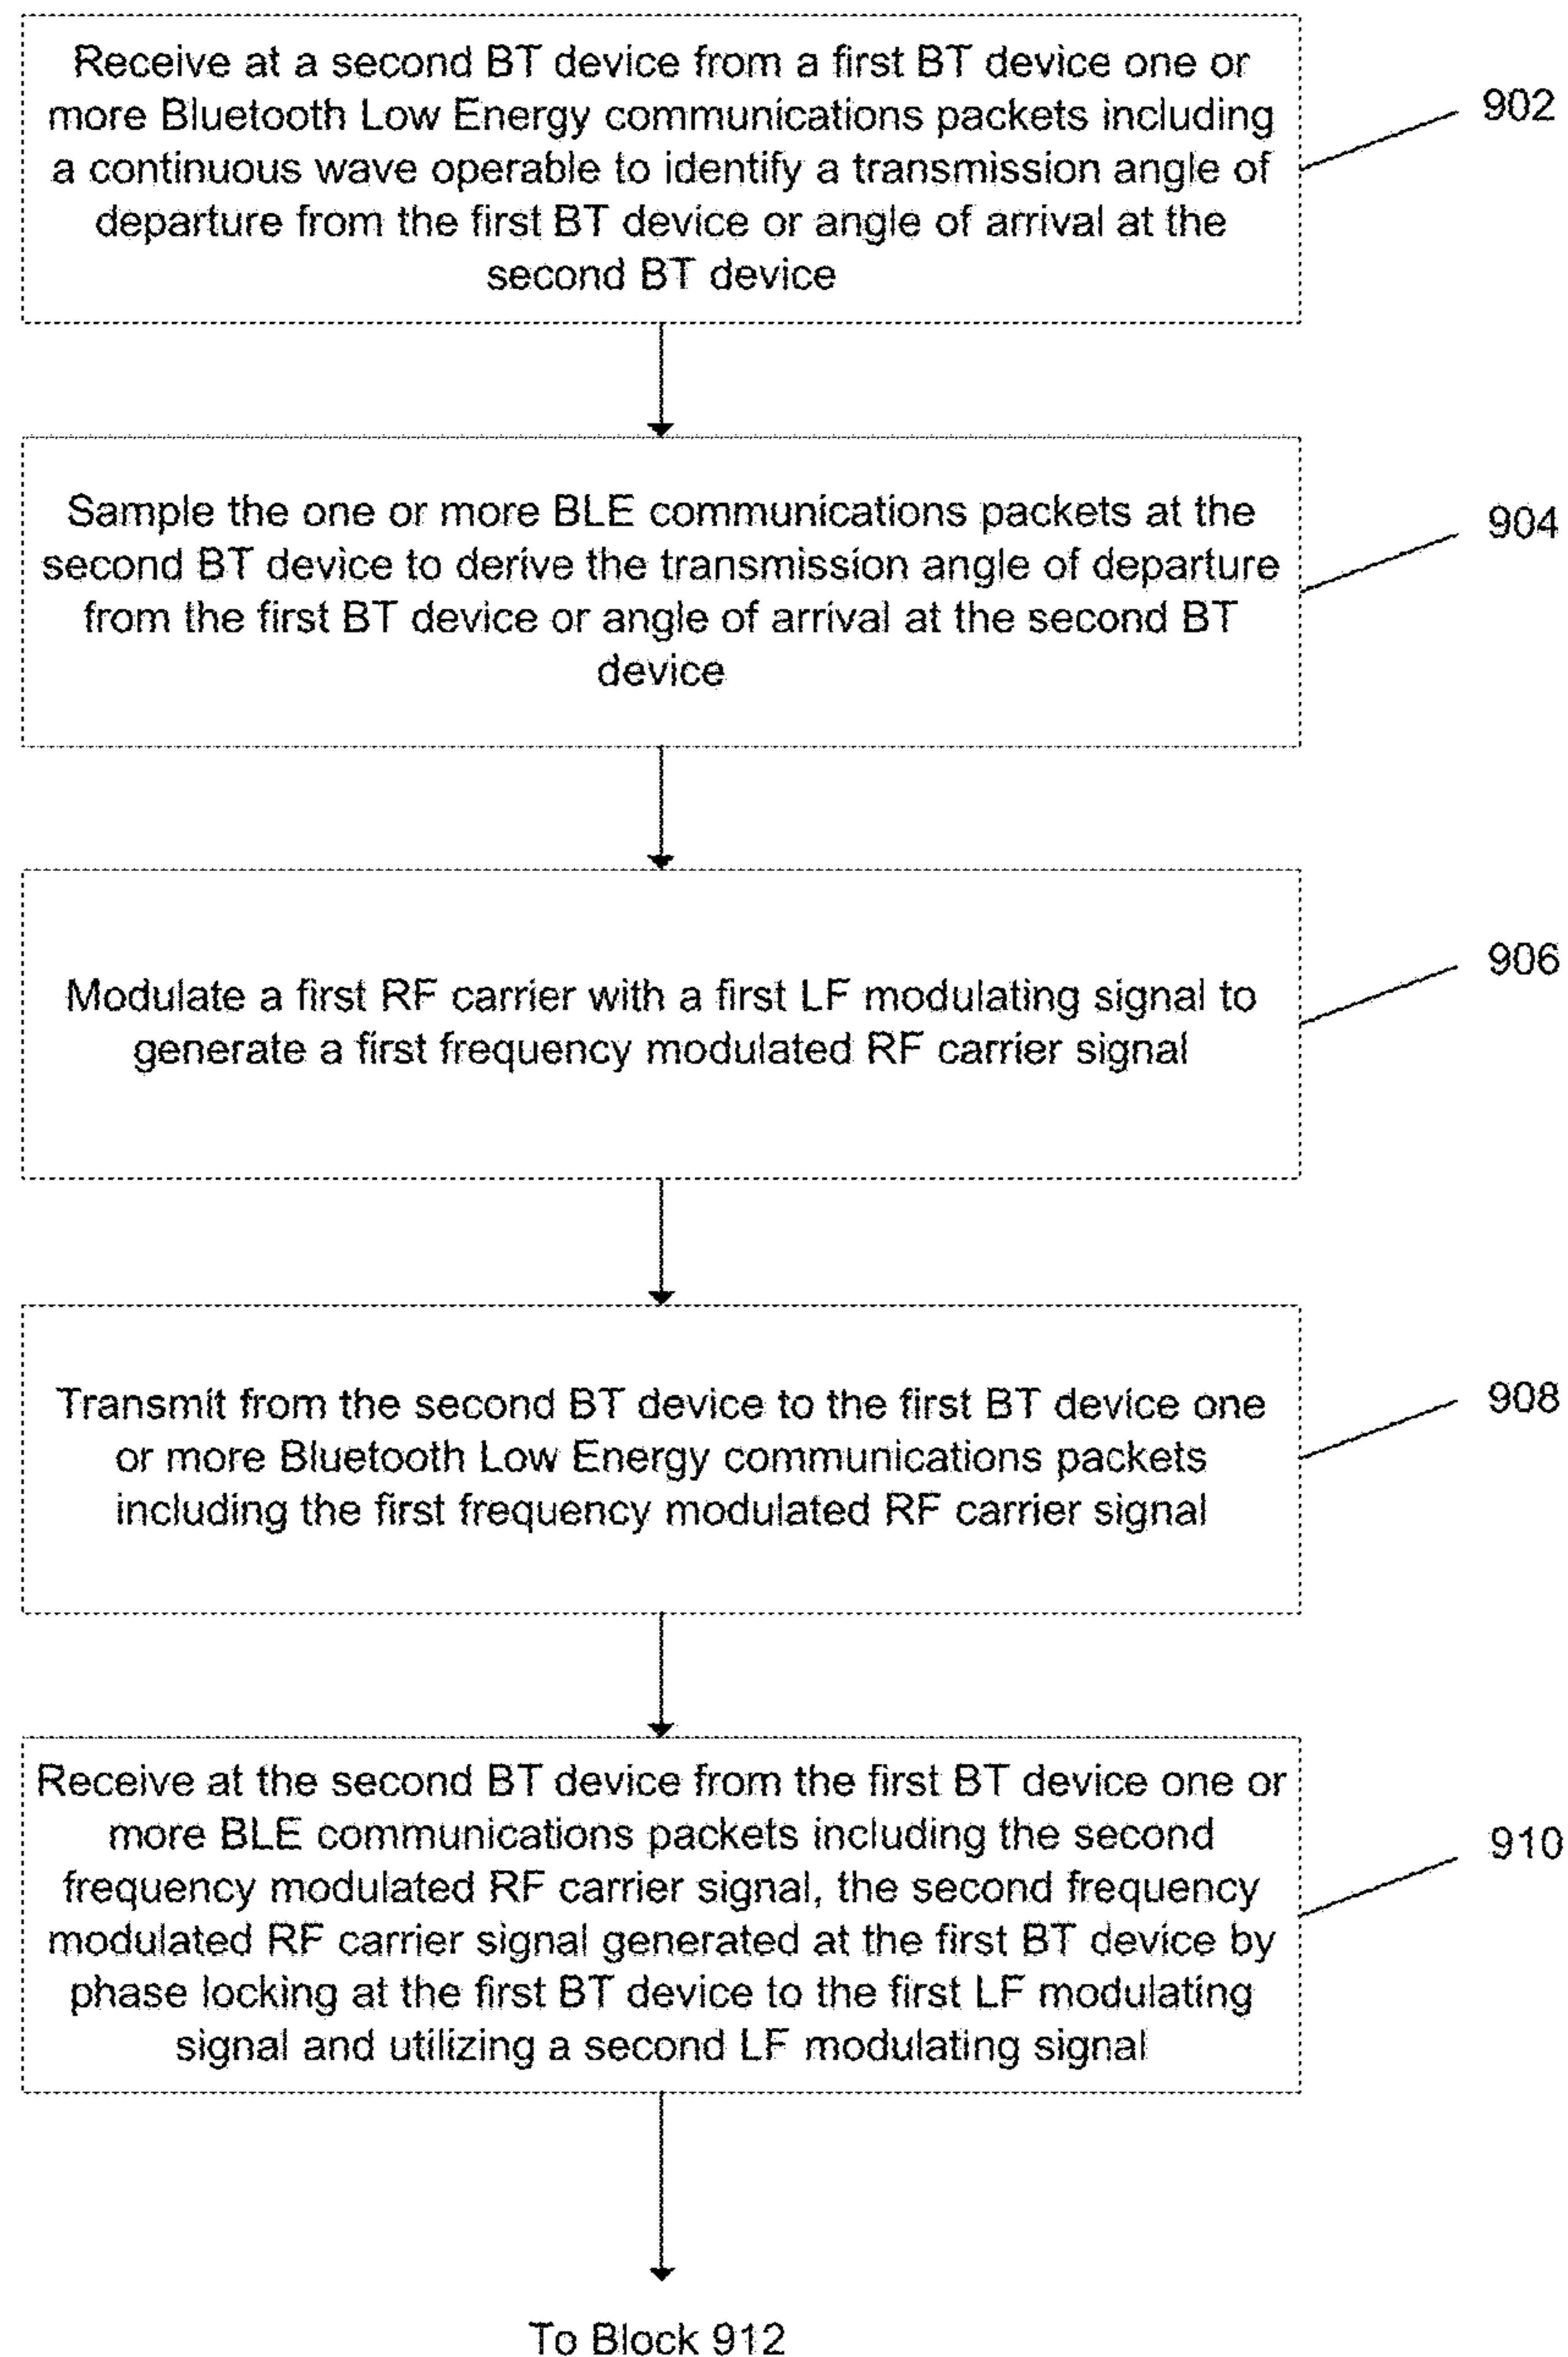 Receive at a second BT device from a first BT device one or
more Bluetooth Low Energy communications packets including
a continuous wave operable to identify a transmission angle of
departure from the first BT device or angle of arrival at the
second BT device
902
Sample the one or more BLE communications packets at the
second BT device to derive the transmission angle of departure
from the first BT device or angle of arrival at the second BT
device
904
Modulate a first RF carrier with a first LF modulating signal to
generate a first frequency modulated RF carrier signal
906
Transmit from the second BT device to the first BT device one
or more Bluetooth Low Energy communications packets
including the first frequency modulated RF carrier signal
908
Receive at the second BT device from the first BT device one or
more BLE communications packets including the second
frequency modulated RF carrier signal, the second frequency
modulated RF carrier signal generated at the first BT device by
phase locking at the first BT device to the first LF modulating
signal and utilizing a second LF modulating signal
910
To Block 912